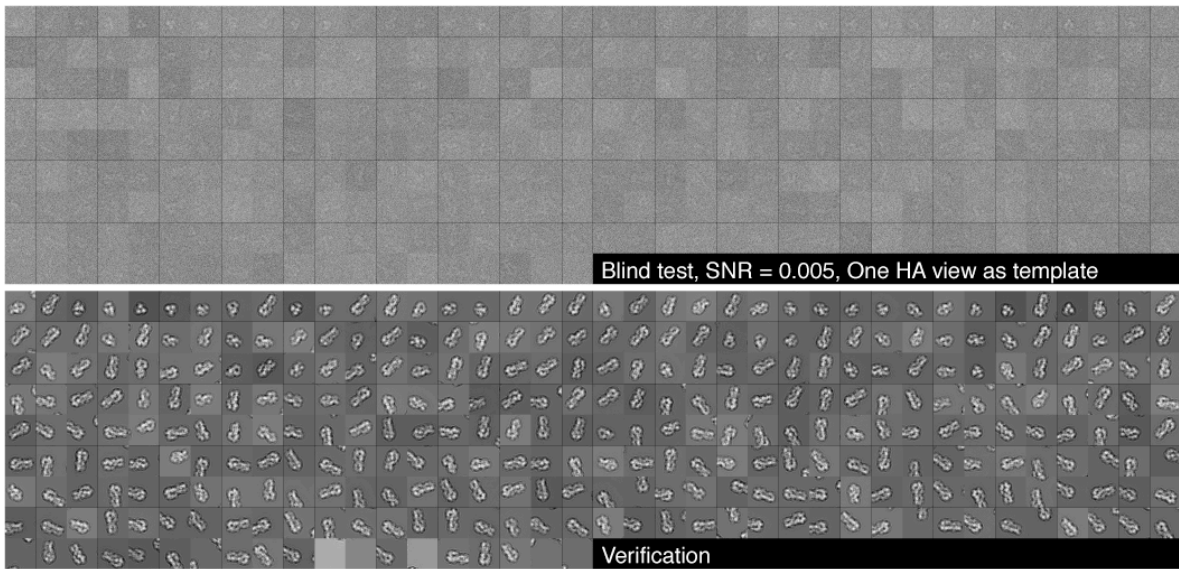 Blind test, SNR = 0.005, One HA view as template
Verification